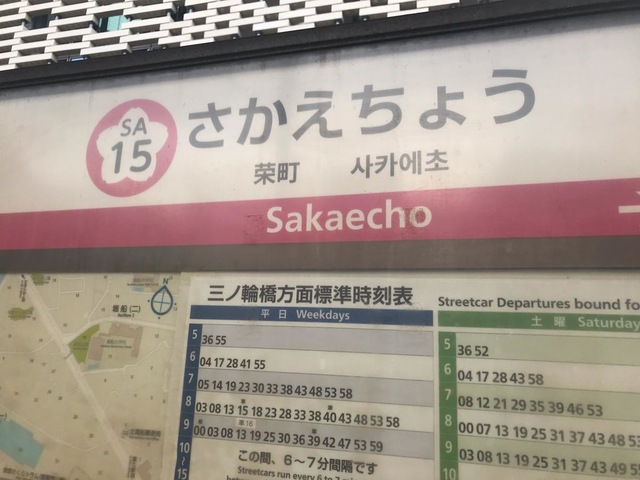 SA
15
さかえちょう
栄町 사카에초
Sakaecho
N
堀船(二)
三ノ輪橋方面標準時刻表 Streetcar Departures bound fo
平日 Weekdays
土曜 Saturday
5 36 55
6 04 17 28 41 55
7 05 14 19 23 30 33 38 43 48 53 58
8 03 08 13 15 18 23 28 33 38 40 43 48 53 58
9 00 03 08 13 19 25 30 36 39 42 47 53 59
10
~
15
この間、6~7分間隔です
Streetcars run every 6 to 7
5 36 52
6 04 17 28 43 58
7 08 12 21 29 35 39 46 53
8 00 07 13 19 25 31 37 43 48 53
9 03 08 13 19 25 31 37 43 49 55
10